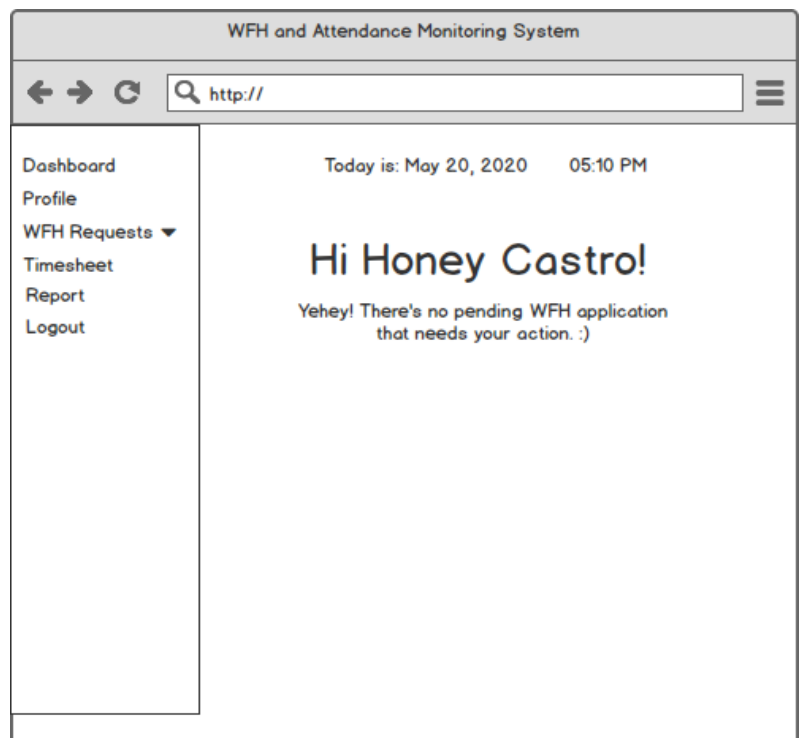 WFH and Attendance Monitoring System
http://
Dashboard
Profile
WFH Requests
Timesheet
Report
Logout
Today is: May 20, 2020 05:10 PM
Hi Honey Castro!
Yehey! There's no pending WFH application
that needs your action. :)